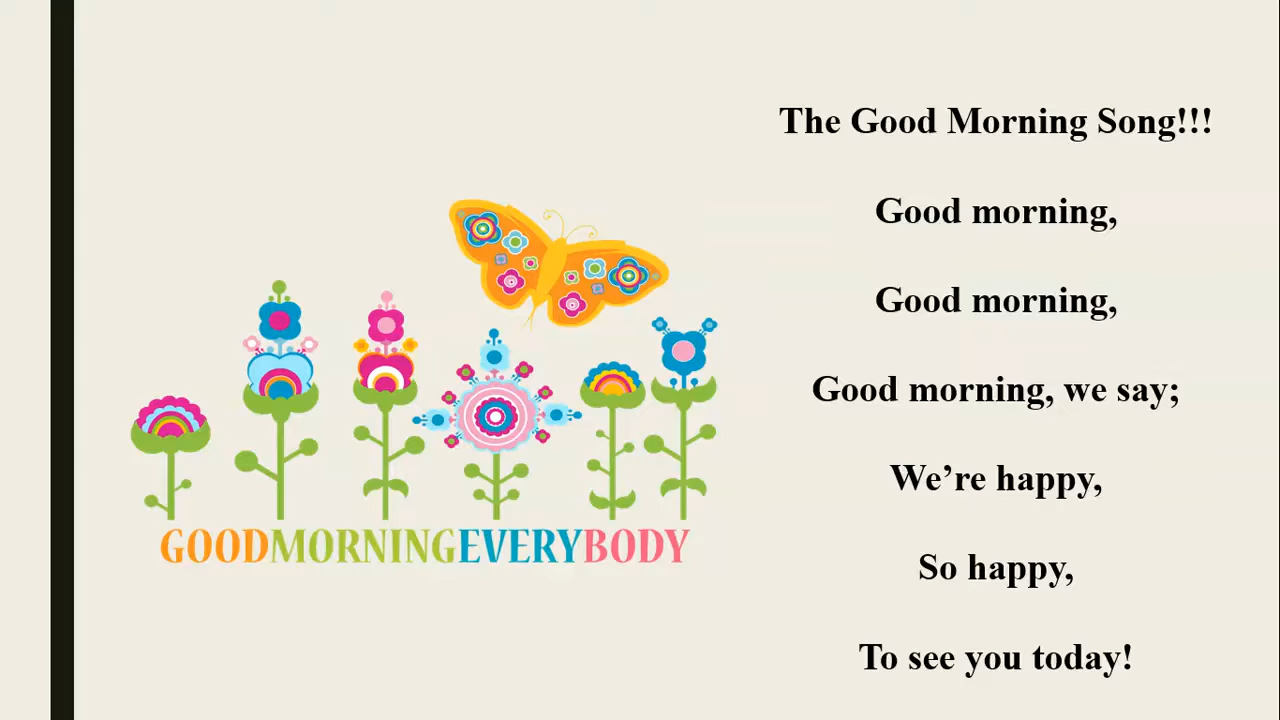 The Good Morning Song!!!
Good morning,
Good morning,
Good morning, we say;
We’re happy,
So happy,
To see you today!
GOODMORNINGEVERYBODY